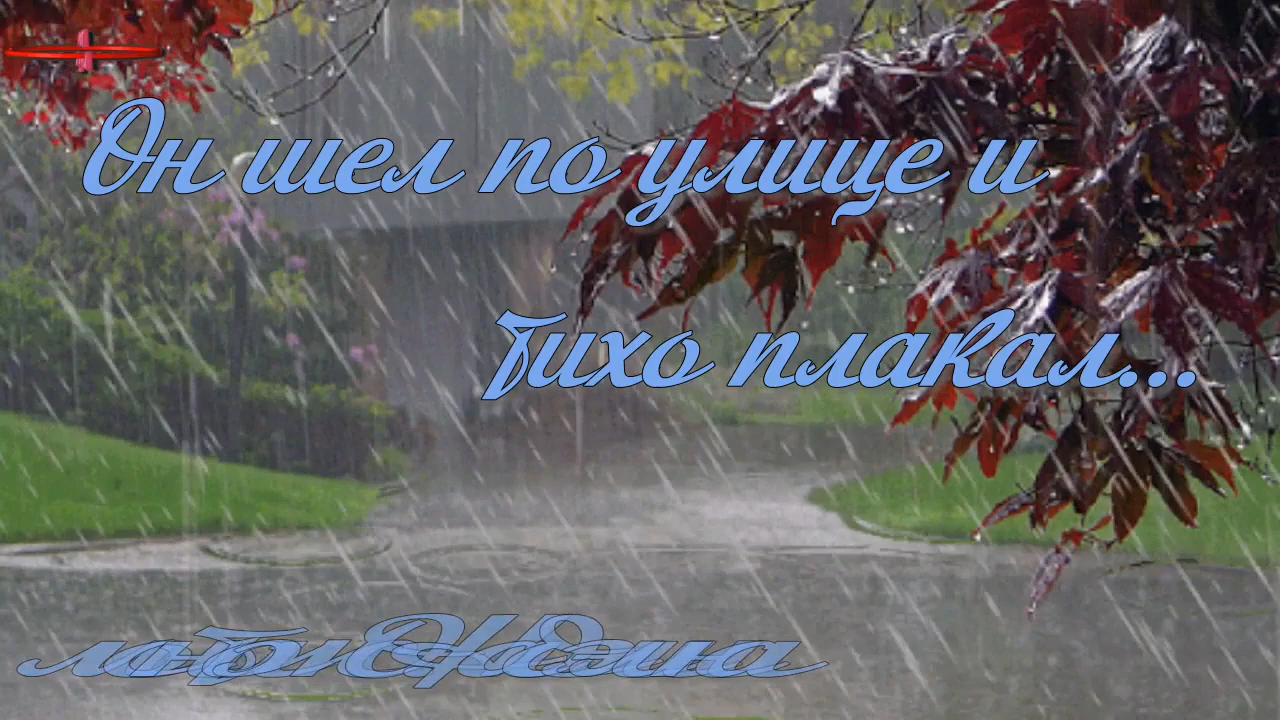 Он шел по улице и
тихо плакал...